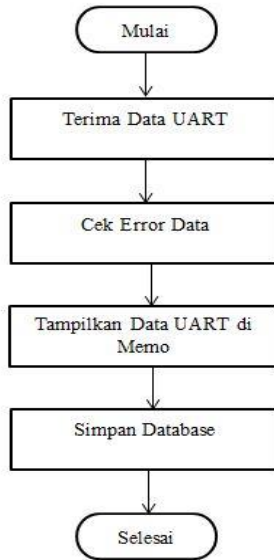 Mulai
Terima Data UART
Cek Error Data
Tampilkan Data UART di
Memo
Simpan Database
Selesai